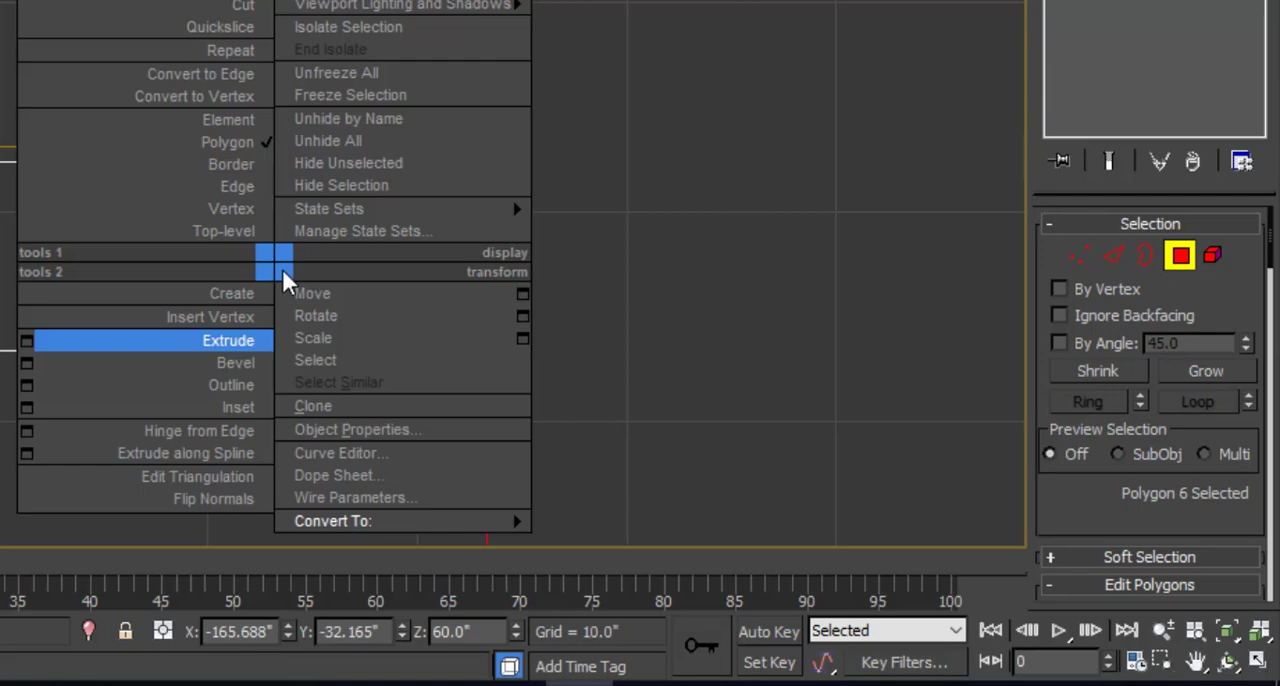 Cut
Quickslice
Repeat
Convert to Edge
Convert to Vertex
Element
Polygon
Border
Edge
Vertex
Top-level
tools 1
tools 2
Create
Insert Vertex
Extrude
Bevel
Outline
Inset
Hinge from Edge
Extrude along Spline
Edit Triangulation
Flip Normals
Viewport Lighting and Shadows
Isolate Selection
End Isolate
Unfreeze All
Freeze Selection
Unhide by Name
Unhide All
Hide Unselected
Hide Selection
State Sets
Manage State Sets...
display
transform
Move
Rotate
Scale
Select
Select Similar
Clone
Object Properties...
Curve Editor...
Dope Sheet...
Wire Parameters...
Convert To:
- Selection
By Vertex
Ignore Backfacing
By Angle: 45.0
Shrink Grow
Ring Loop
Preview Selection
Off SubObj Multi
Polygon 6 Selected
+ Soft Selection
- Edit Polygons
35 40 45 50 55 60 65 70 75 80 85 90 95 100
X: -165.688" Y: -32.165" Z: 60.0" Grid = 10.0" Auto Key Selected
Add Time Tag Set Key Key Filters... 0